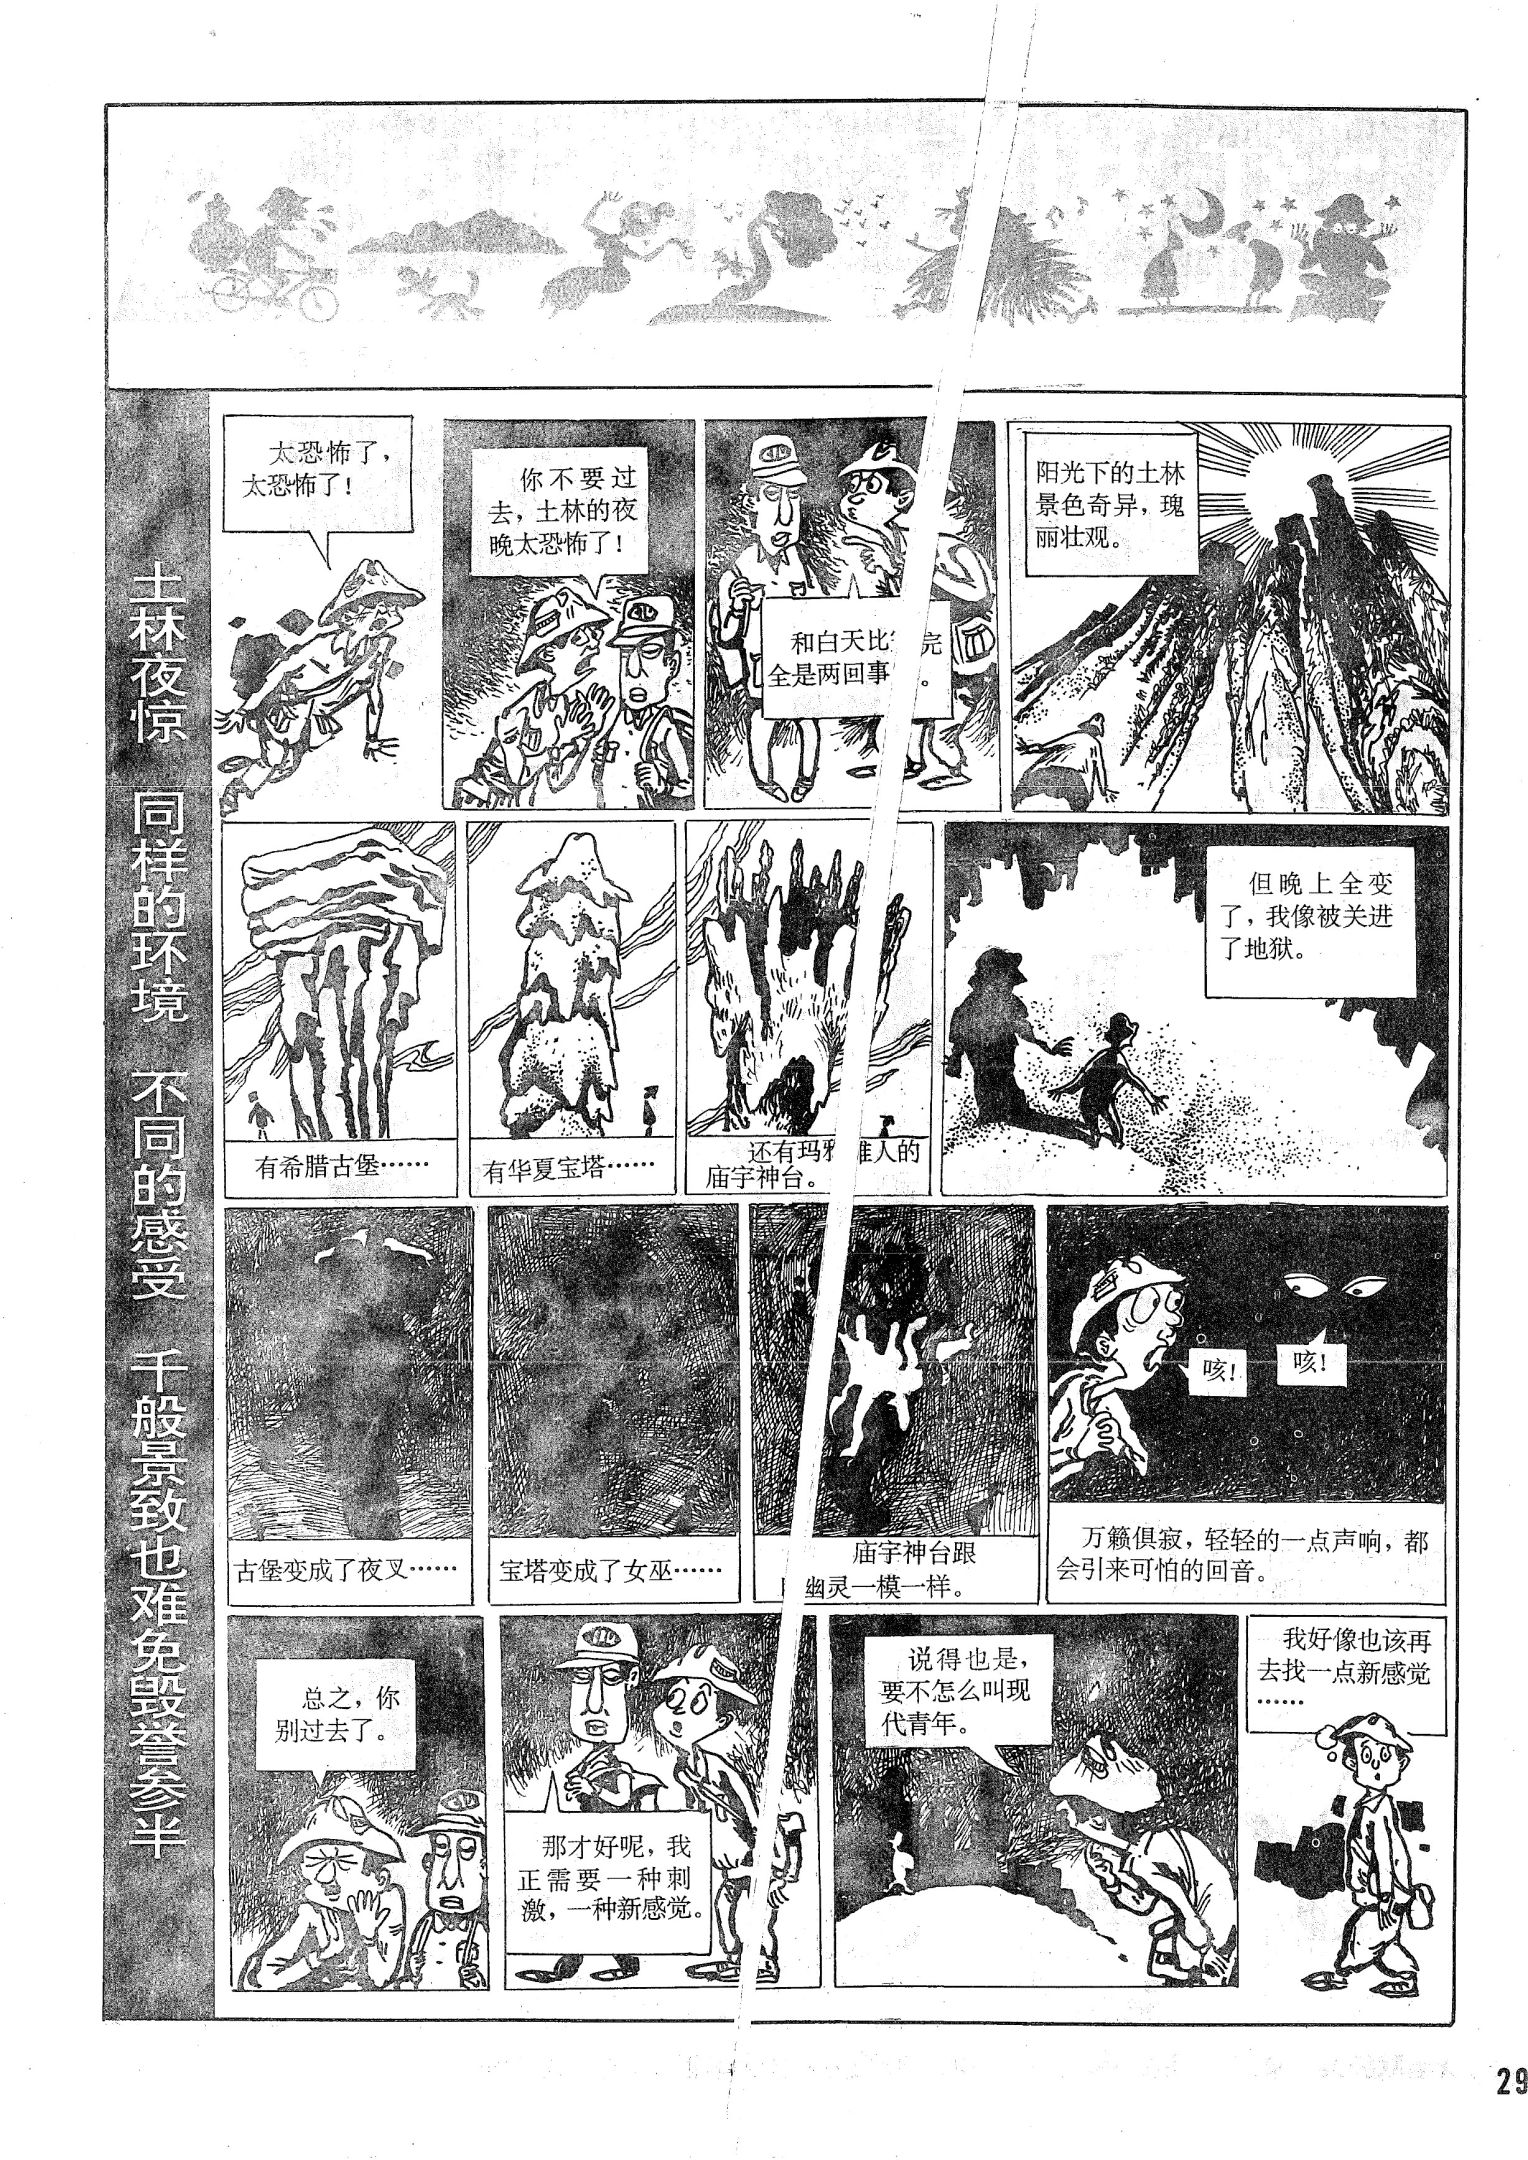 土林夜惊 同样的环境 不同的感受 千般景致也难免毁誉参半
太恐怖了，
太恐怖了！
你不要过
去，土林的夜
晚太恐怖了！
和白天比 完
全是两回事 。
阳光下的土林
景色奇异，瑰
丽壮观。
有希腊古堡……
有华夏宝塔……
还有玛雅 人的
庙宇神台。
但晚上全变
了，我像被关进
了地狱。
古堡变成了夜叉……
宝塔变成了女巫……
庙宇神台跟
幽灵一模一样。
咳！
咳！
万籁俱寂，轻轻的一点声响，都
会引来可怕的回音。
总之，你
别过去了。
那才好呢，我
正需要一种刺
激，一种新感觉。
说得也是，
要不怎么叫现
代青年。
我好像也该再
去找一点新感觉
……
29